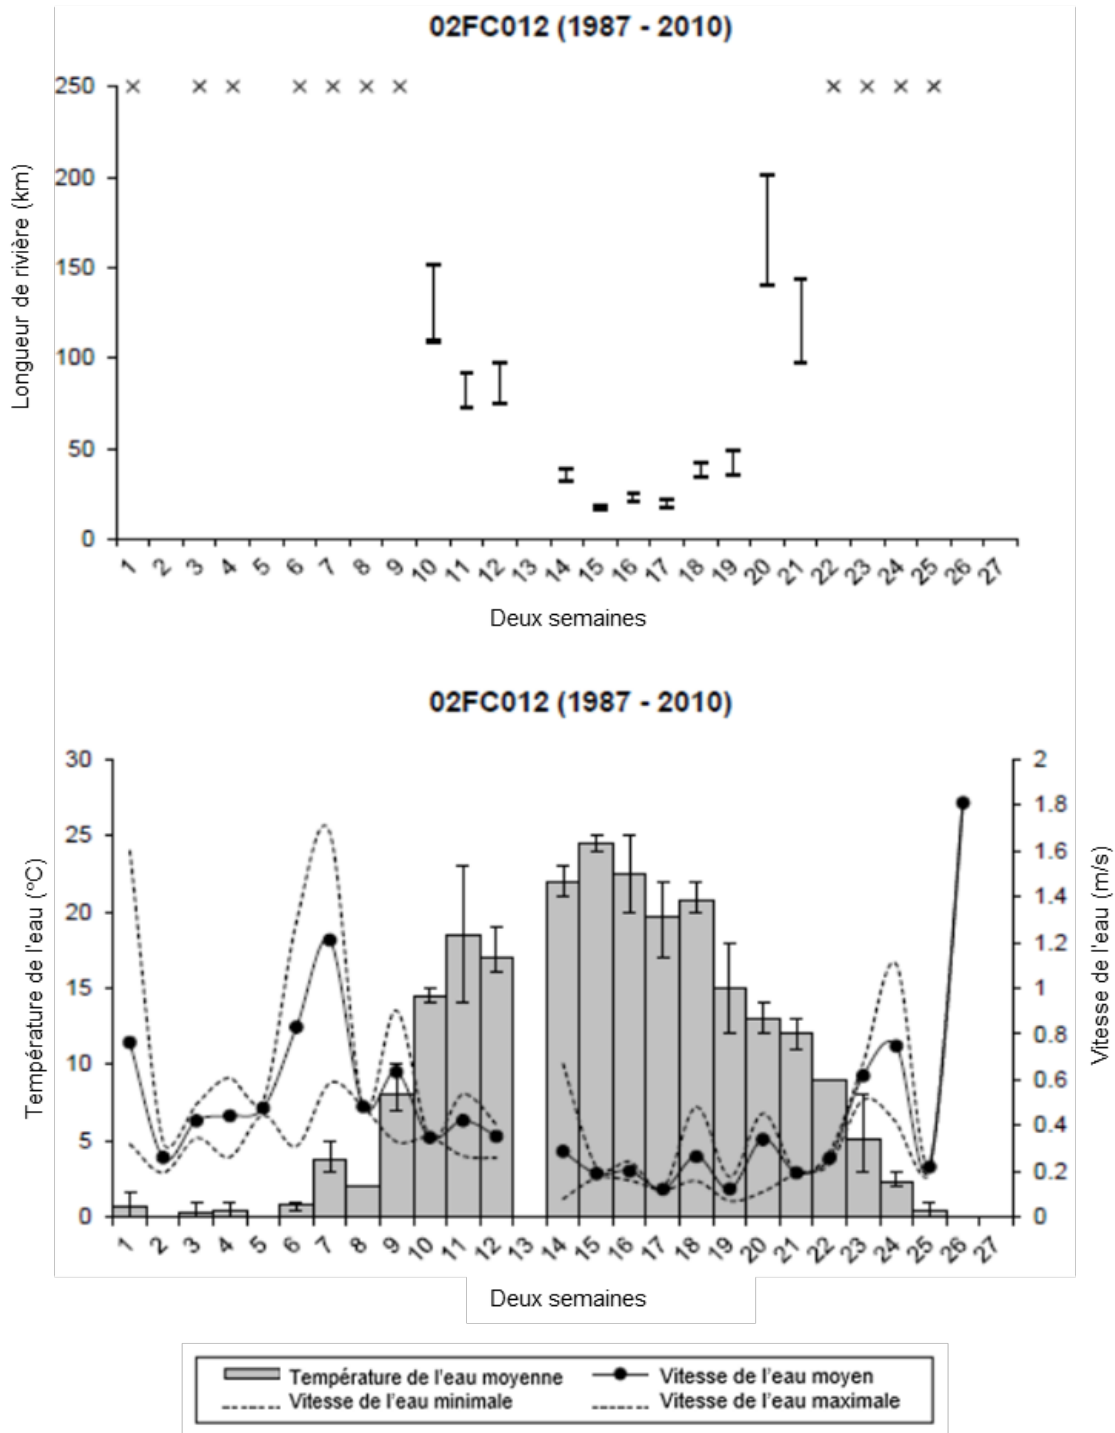 02FC012 (1987 - 2010)
Longueur de rivière (km)
250
200
150
100
50
0
1 2 3 4 5 6 7 8 9 10 11 12 13 14 15 16 17 18 19 20 21 22 23 24 25 26 27
Deux semaines
02FC012 (1987 - 2010)
Température de l'eau (°C)
30
25
20
15
10
5
0
Vitesse de l'eau (m/s)
2
1.8
1.6
1.4
1.2
1
0.8
0.6
0.4
0.2
0
1 2 3 4 5 6 7 8 9 10 11 12 13 14 15 16 17 18 19 20 21 22 23 24 25 26 27
Deux semaines
Température de l'eau moyenne
Vitesse de l'eau moyen
Vitesse de l'eau minimale
Vitesse de l'eau maximale